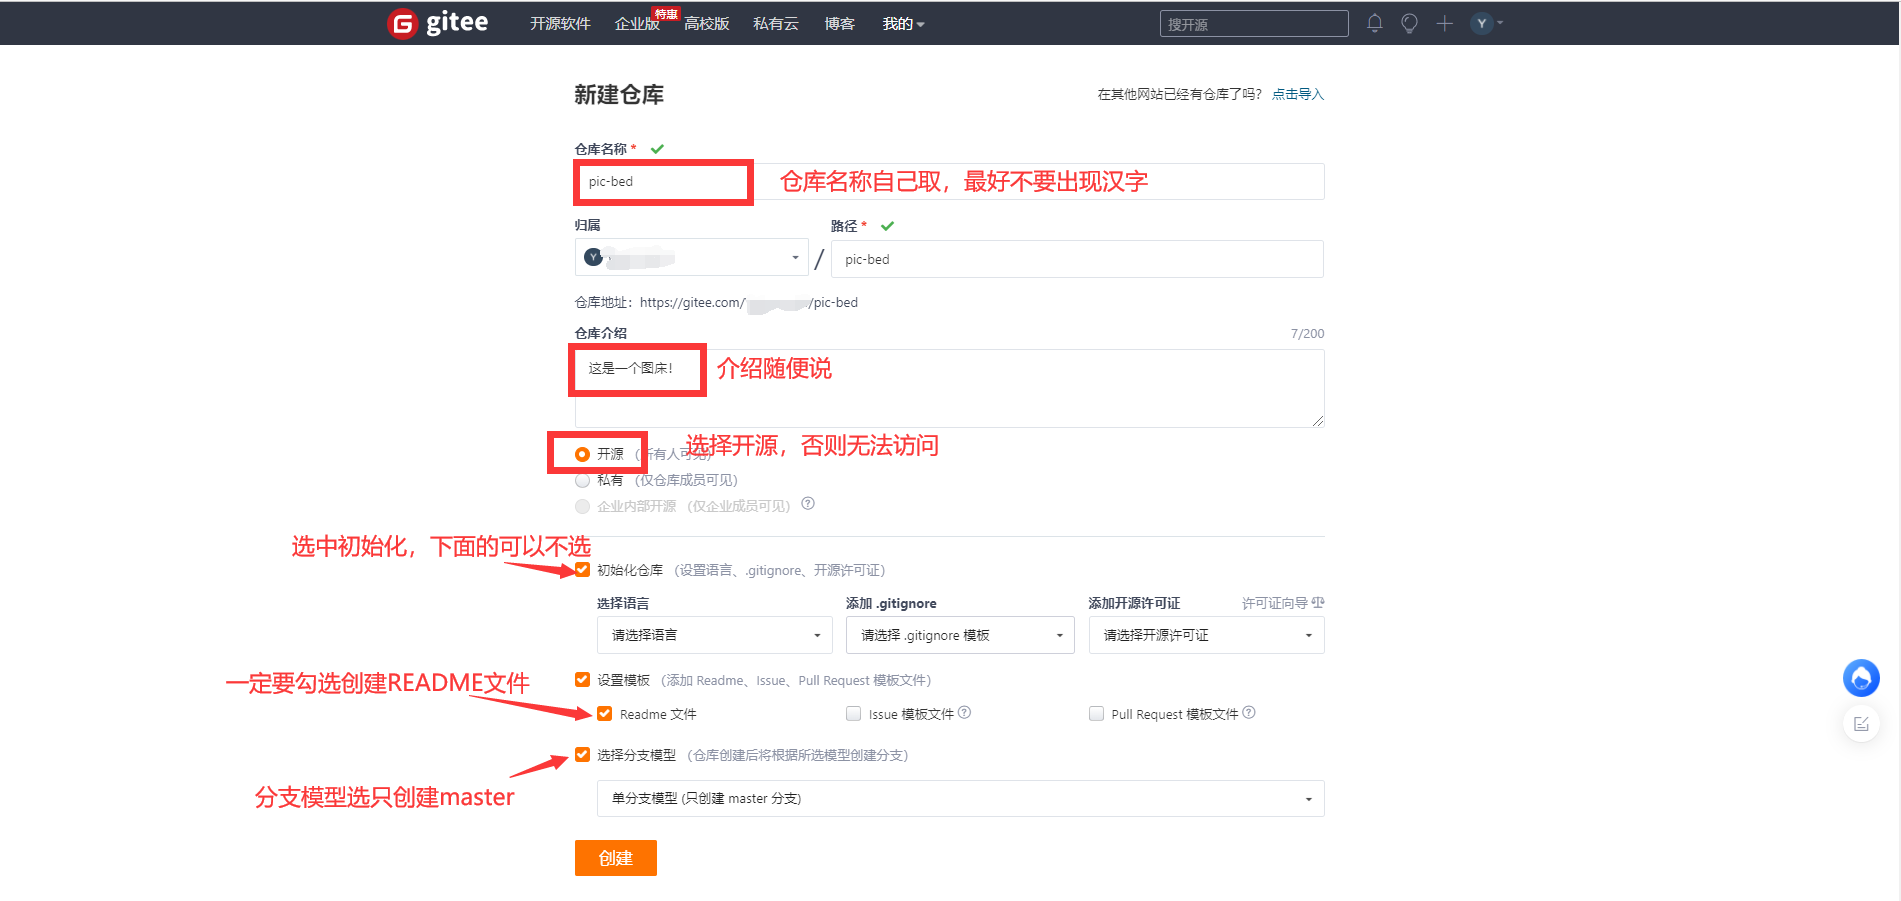 gitee 开源软件 企业版 特惠 高校版 私有云 博客 我的 搜开源 Y
新建仓库 在其他网站已经有仓库了吗？ 点击导入
仓库名称 *
pic-bed 仓库名称自己取，最好不要出现汉字
归属 路径 *
Y / pic-bed
仓库地址：https://gitee.com/ /pic-bed
仓库介绍 7/200
这是一个图床！ 介绍随便说
选择开源，否则无法访问
开源 （所有人可见）
私有 （仅仓库成员可见）
企业内部开源 （仅企业成员可见） ?
选中初始化，下面的可以不选
初始化仓库 （设置语言、.gitignore、开源许可证）
选择语言 添加 .gitignore 添加开源许可证 许可证向导
请选择语言 请选择 .gitignore 模板 请选择开源许可证
一定要勾选创建README文件
设置模板 （添加 Readme、Issue、Pull Request 模板文件）
Readme 文件 Issue 模板文件 ? Pull Request 模板文件 ?
选择分支模型 （仓库创建后将根据所选模型创建分支）
分支模型选只创建master
单分支模型 (只创建 master 分支)
创建